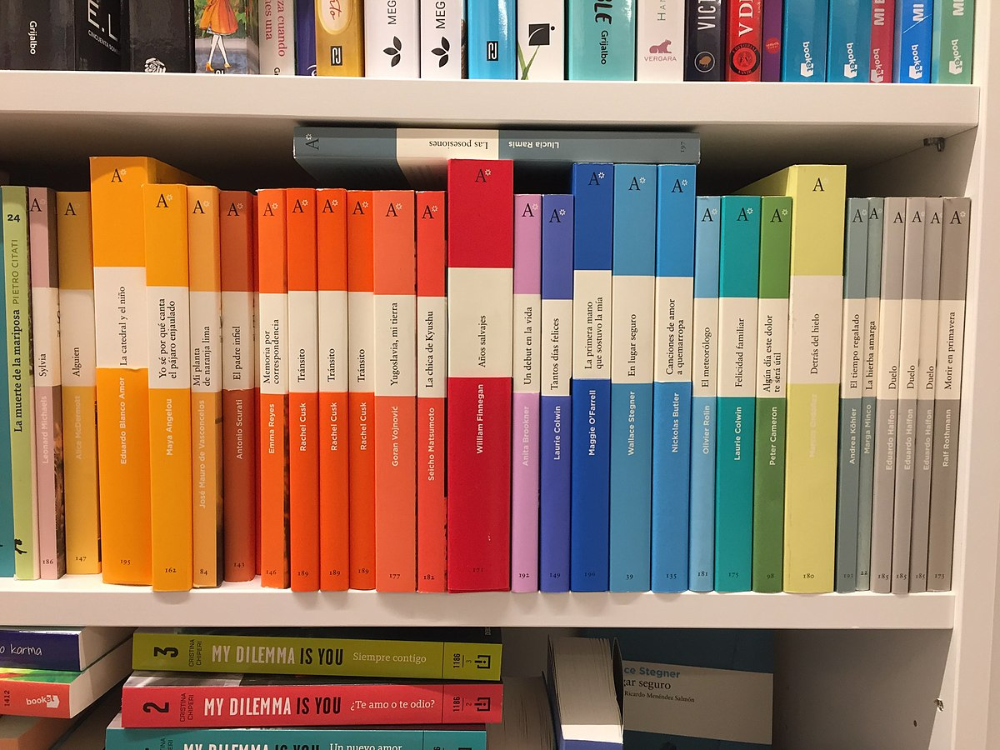 Grijalbo
CINCUENTA
za cuando
nes una
MEG
MEG
BLE
Grijalbo
HAN
VERGARA
VICT
V DE
booket
booket
MI B
booket
MI
booket
ME
booket
A
Las posesiones
Llucia Ramis
197
24
La muerte de la mariposa PIETRO CITATI
A
Sylvia
Leonard Michaels
186
A
Alguien
Alice McDermott
147
A
La catedral y el niño
Eduardo Blanco Amor
195
A
Yo sé por qué canta
el pájaro enjaulado
Maya Angelou
162
A
Mi planta
de naranja lima
José Mauro de Vasconcelos
84
A
El padre infiel
Antonio Scurati
143
A
Memoria por
correspondencia
Emma Reyes
146
A
Tránsito
Rachel Cusk
189
A
Tránsito
Rachel Cusk
189
A
Tránsito
Rachel Cusk
189
A
Yugoslavia, mi tierra
Goran Vojnović
177
A
La chica de Kyushu
Seicho Matsumoto
182
A
Años salvajes
William Finnegan
171
A
Un debut en la vida
Anita Brookner
192
A
Tantos días felices
Laurie Colwin
149
A
La primera mano
que sostuvo la mía
Maggie O'Farrell
196
A
En lugar seguro
Wallace Stegner
39
A
Canciones de amor
a quemarropa
Nickolas Butler
135
A
El meteorólogo
Olivier Rolin
181
A
Felicidad familiar
Laurie Colwin
175
A
Algún día este dolor
te será útil
Peter Cameron
98
A
Detrás del hielo
180
A
El tiempo regalado
Andrea Köhler
193
A
La hierba amarga
Marga Minco
22
A
Duelo
Eduardo Halfon
185
A
Duelo
Eduardo Halfon
185
A
Duelo
Eduardo Halfon
185
A
Morir en primavera
Ralf Rothmann
173
o karma
1412
booket
3
CRISTINA
CHIPERI
MY DILEMMA IS YOU
Siempre contigo
1186
3
2
CRISTINA
CHIPERI
MY DILEMMA IS YOU
¿Te amo o te odio?
1186
2
MY DILEMMA IS YOU
Un nuevo amor
ce Stegner
gar seguro
Ricardo Menéndez Salmón